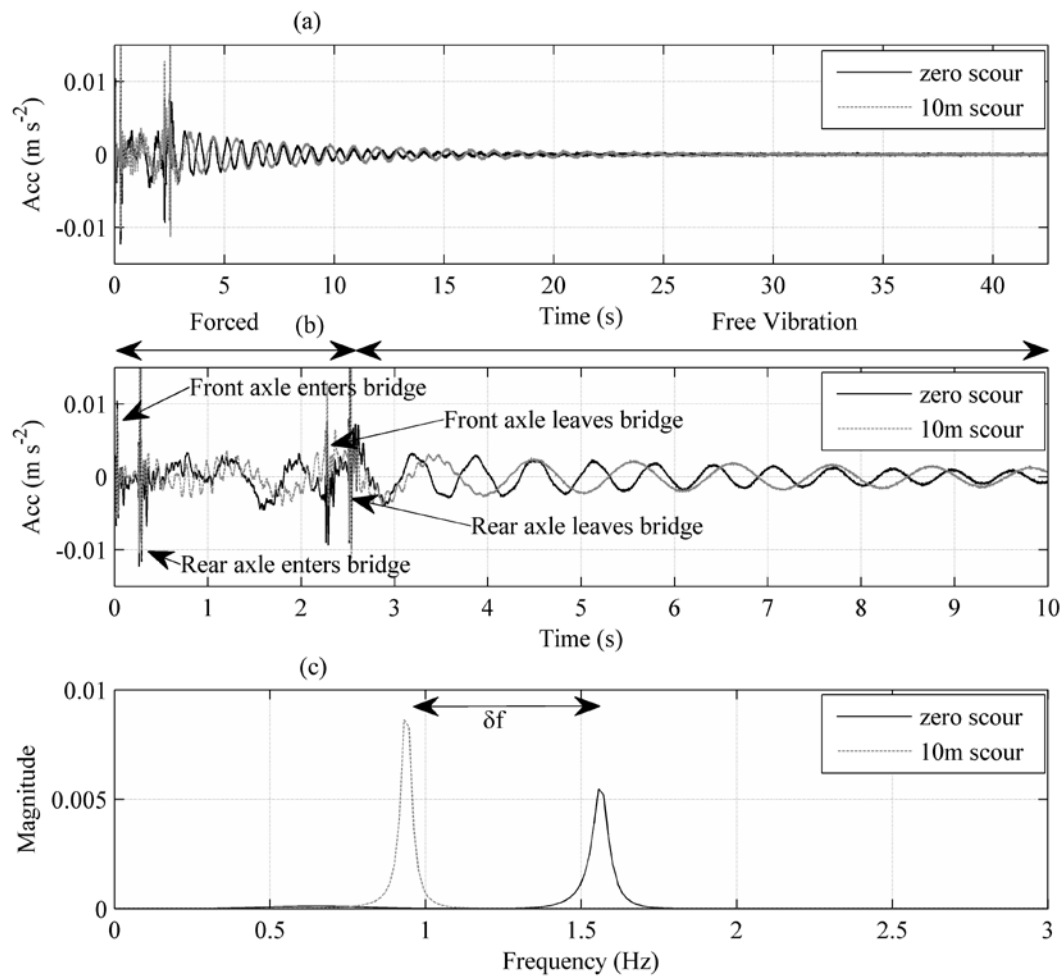 (a)
Acc (m s⁻²)
0.01
0
-0.01
zero scour
10m scour
0 5 10 15 20 25 30 35 40
Time (s)
Forced
(b)
Free Vibration
Acc (m s⁻²)
0.01
0
-0.01
Front axle enters bridge
Front axle leaves bridge
Rear axle leaves bridge
Rear axle enters bridge
zero scour
10m scour
0 1 2 3 4 5 6 7 8 9 10
Time (s)
(c)
Magnitude
0.01
0.005
0
δf
zero scour
10m scour
0 0.5 1 1.5 2 2.5 3
Frequency (Hz)